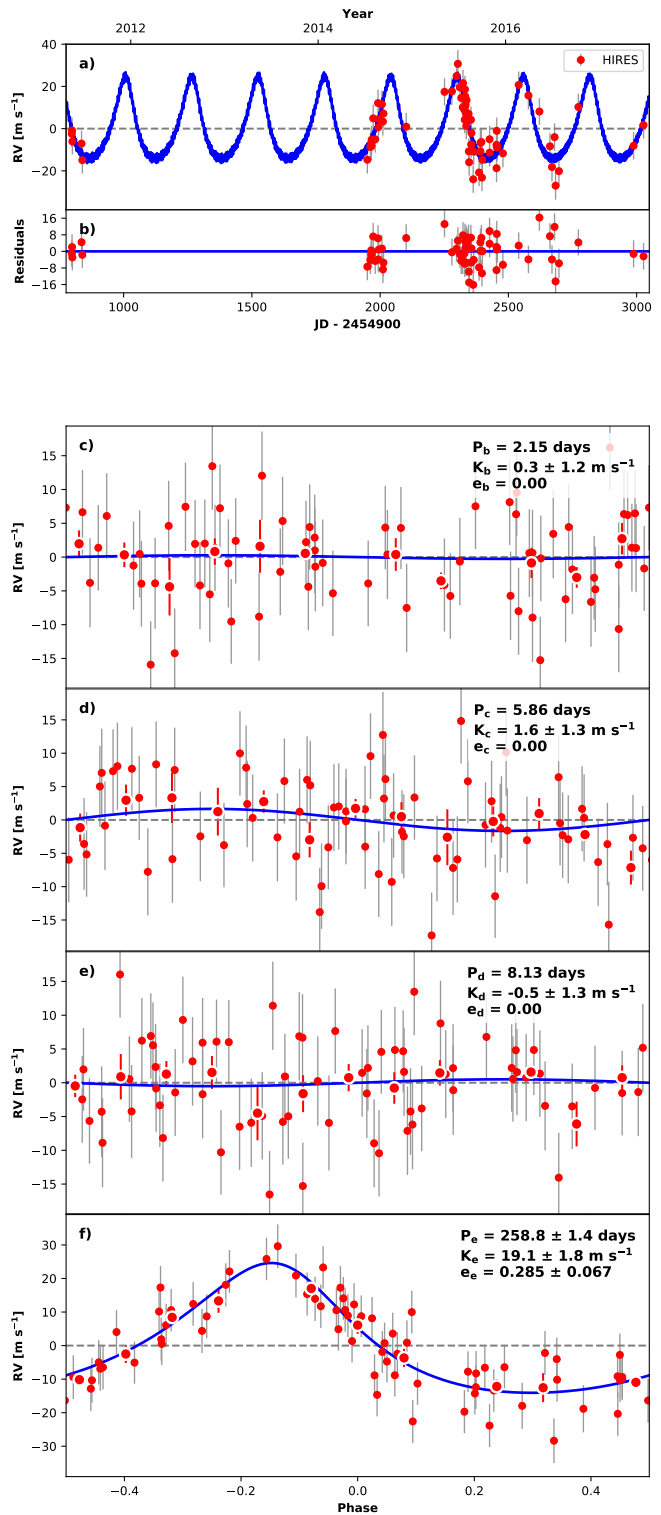 Year
2012 2014 2016
a)
HIRES
40
20
0
−20
RV [m s⁻¹]
b)
16
8
0
−8
−16
Residuals
1000 1500 2000 2500 3000
JD - 2454900
c)
P_b = 2.15 days
K_b = 0.3 ± 1.2 m s⁻¹
e_b = 0.00
15
10
5
0
−5
−10
−15
RV [m s⁻¹]
d)
P_c = 5.86 days
K_c = 1.6 ± 1.3 m s⁻¹
e_c = 0.00
15
10
5
0
−5
−10
−15
RV [m s⁻¹]
e)
P_d = 8.13 days
K_d = -0.5 ± 1.3 m s⁻¹
e_d = 0.00
15
10
5
0
−5
−10
−15
RV [m s⁻¹]
f)
P_e = 258.8 ± 1.4 days
K_e = 19.1 ± 1.8 m s⁻¹
e_e = 0.285 ± 0.067
30
20
10
0
−10
−20
−30
RV [m s⁻¹]
−0.4 −0.2 0.0 0.2 0.4
Phase